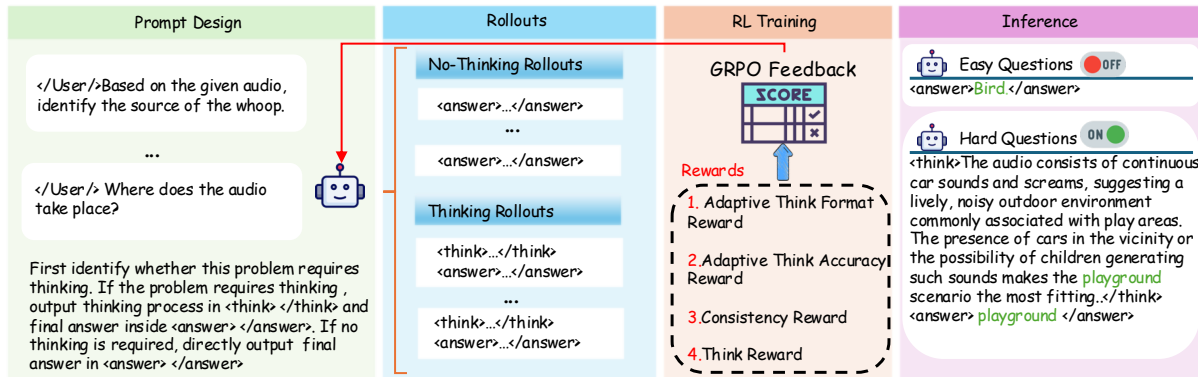 Prompt Design
</User/>Based on the given audio,
identify the source of the whoop.
...
</User/> Where does the audio
take place?
First identify whether this problem requires
thinking. If the problem requires thinking ,
output thinking process in <think> </think> and
final answer inside <answer> </answer>. If no
thinking is required, directly output final
answer in <answer> </answer>
Rollouts
No-Thinking Rollouts
<answer>...</answer>
...
<answer>...</answer>
Thinking Rollouts
<think>...</think>
<answer>...</answer>
...
<think>...</think>
<answer>...</answer>
RL Training
GRPO Feedback
SCORE
Rewards
1. Adaptive Think Format
Reward
2.Adaptive Think Accuracy
Reward
3.Consistency Reward
4.Think Reward
Inference
Easy Questions OFF
<answer>Bird.</answer>
Hard Questions ON
<think>The audio consists of continuous
car sounds and screams, suggesting a
lively, noisy outdoor environment
commonly associated with play areas.
The presence of cars in the vicinity or
the possibility of children generating
such sounds makes the playground
scenario the most fitting..</think>
<answer> playground </answer>